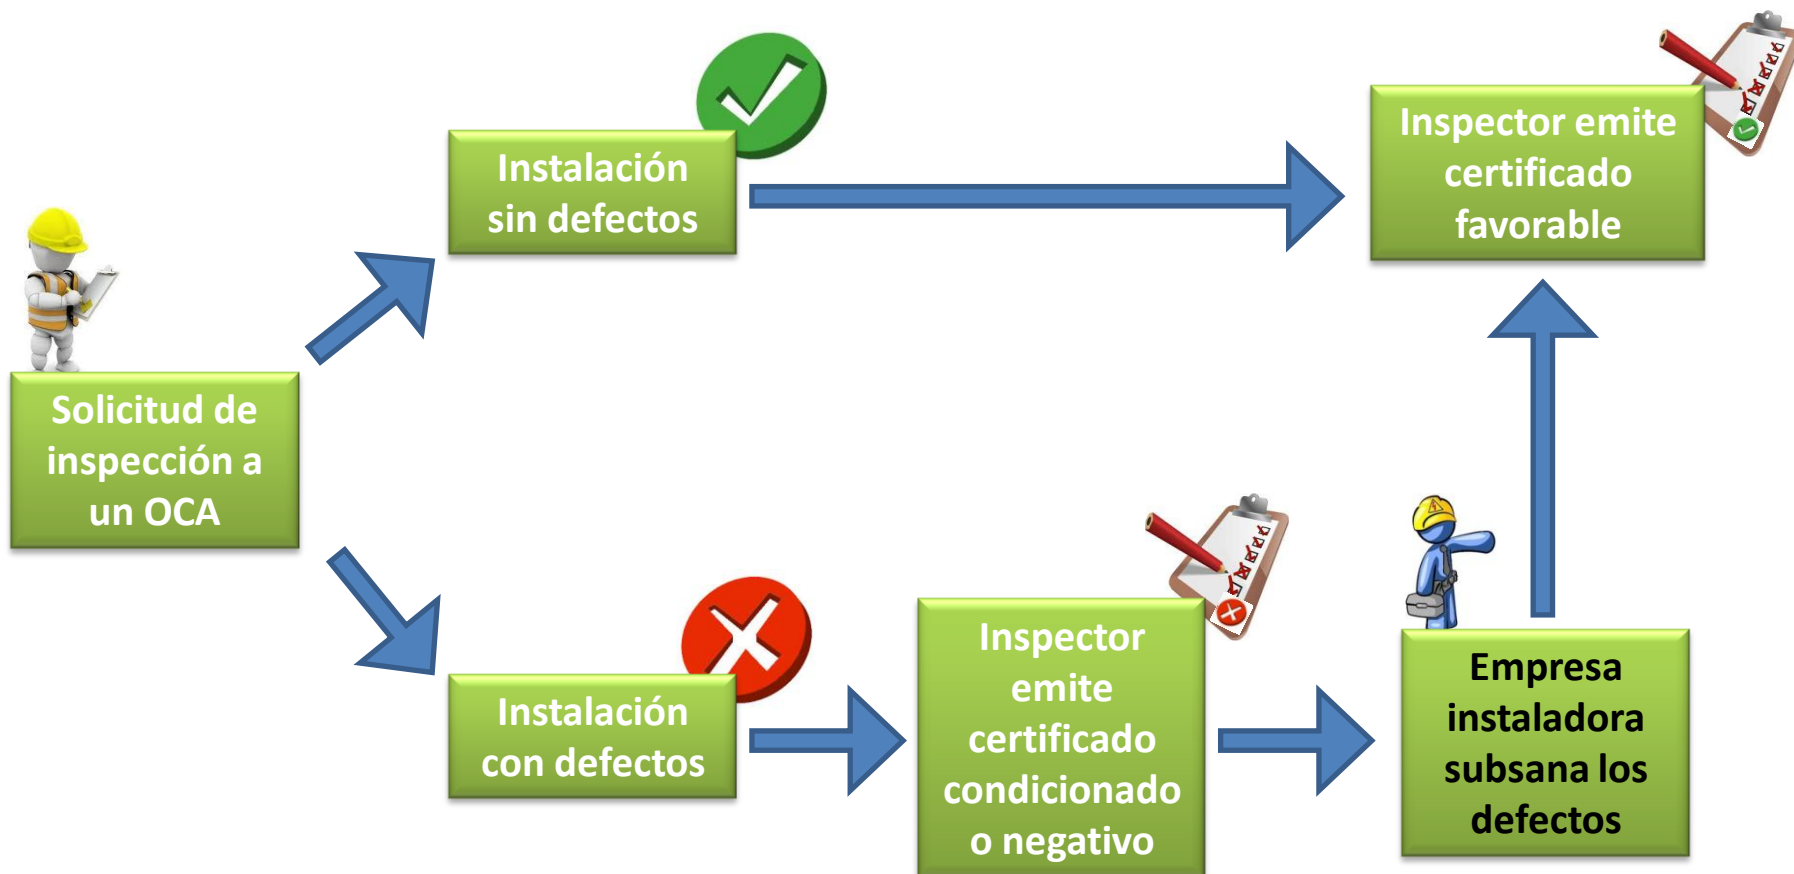 Instalación
sin defectos
Inspector emite
certificado
favorable
Solicitud de
inspección a
un OCA
Instalación
con defectos
Inspector
emite
certificado
condicionado
o negativo
Empresa
instaladora
subsana los
defectos